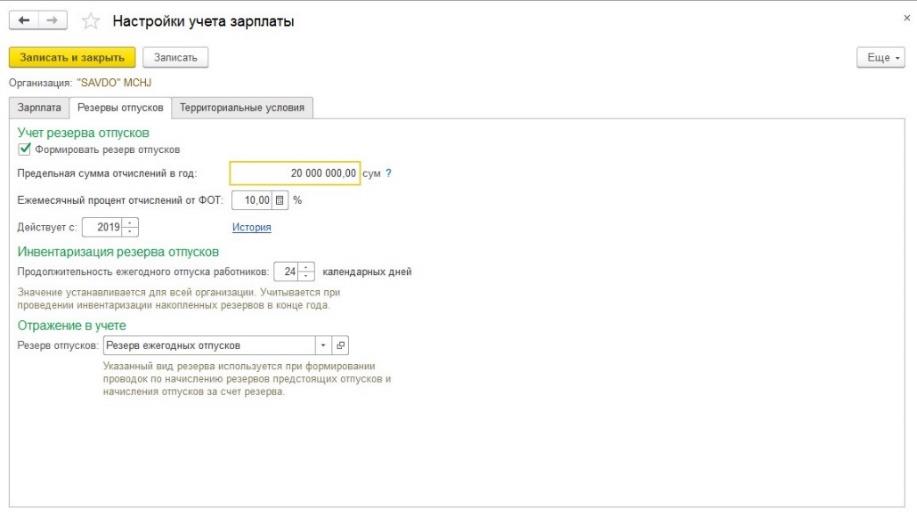 Настройки учета зарплаты
Записать и закрыть Записать Еще
Организация: "SAVDO" MCHJ
Зарплата Резервы отпусков Территориальные условия
Учет резерва отпусков
Формировать резерв отпусков
Предельная сумма отчислений в год: 20 000 000,00 сум ?
Ежемесячный процент отчислений от ФОТ: 10,00 %
Действует с: 2019 История
Инвентаризация резерва отпусков
Продолжительность ежегодного отпуска работников: 24 календарных дней
Значение устанавливается для всей организации. Учитывается при
проведении инвентаризации накопленных резервов в конце года.
Отражение в учете
Резерв отпусков: Резерв ежегодных отпусков
Указанный вид резерва используется при формировании
проводок по начислению резервов предстоящих отпусков и
начисления отпусков за счет резерва.